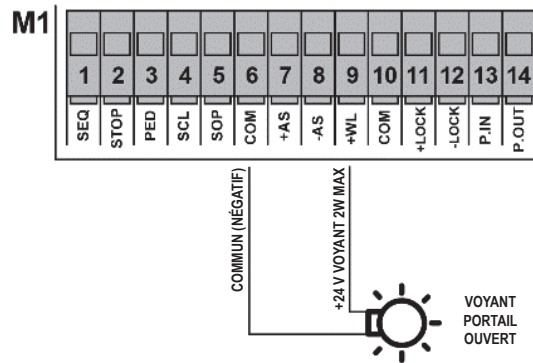 M1
1 2 3 4 5 6 7 8 9 10 11 12 13 14
SEQ STOP PED SCL SOP COM +AS -AS +WL COM +LOCK -LOCK P.IN P.OUT
COMMUN (NÉGATIF)
+24 V VOYANT 2W MAX
VOYANT
PORTAIL
OUVERT